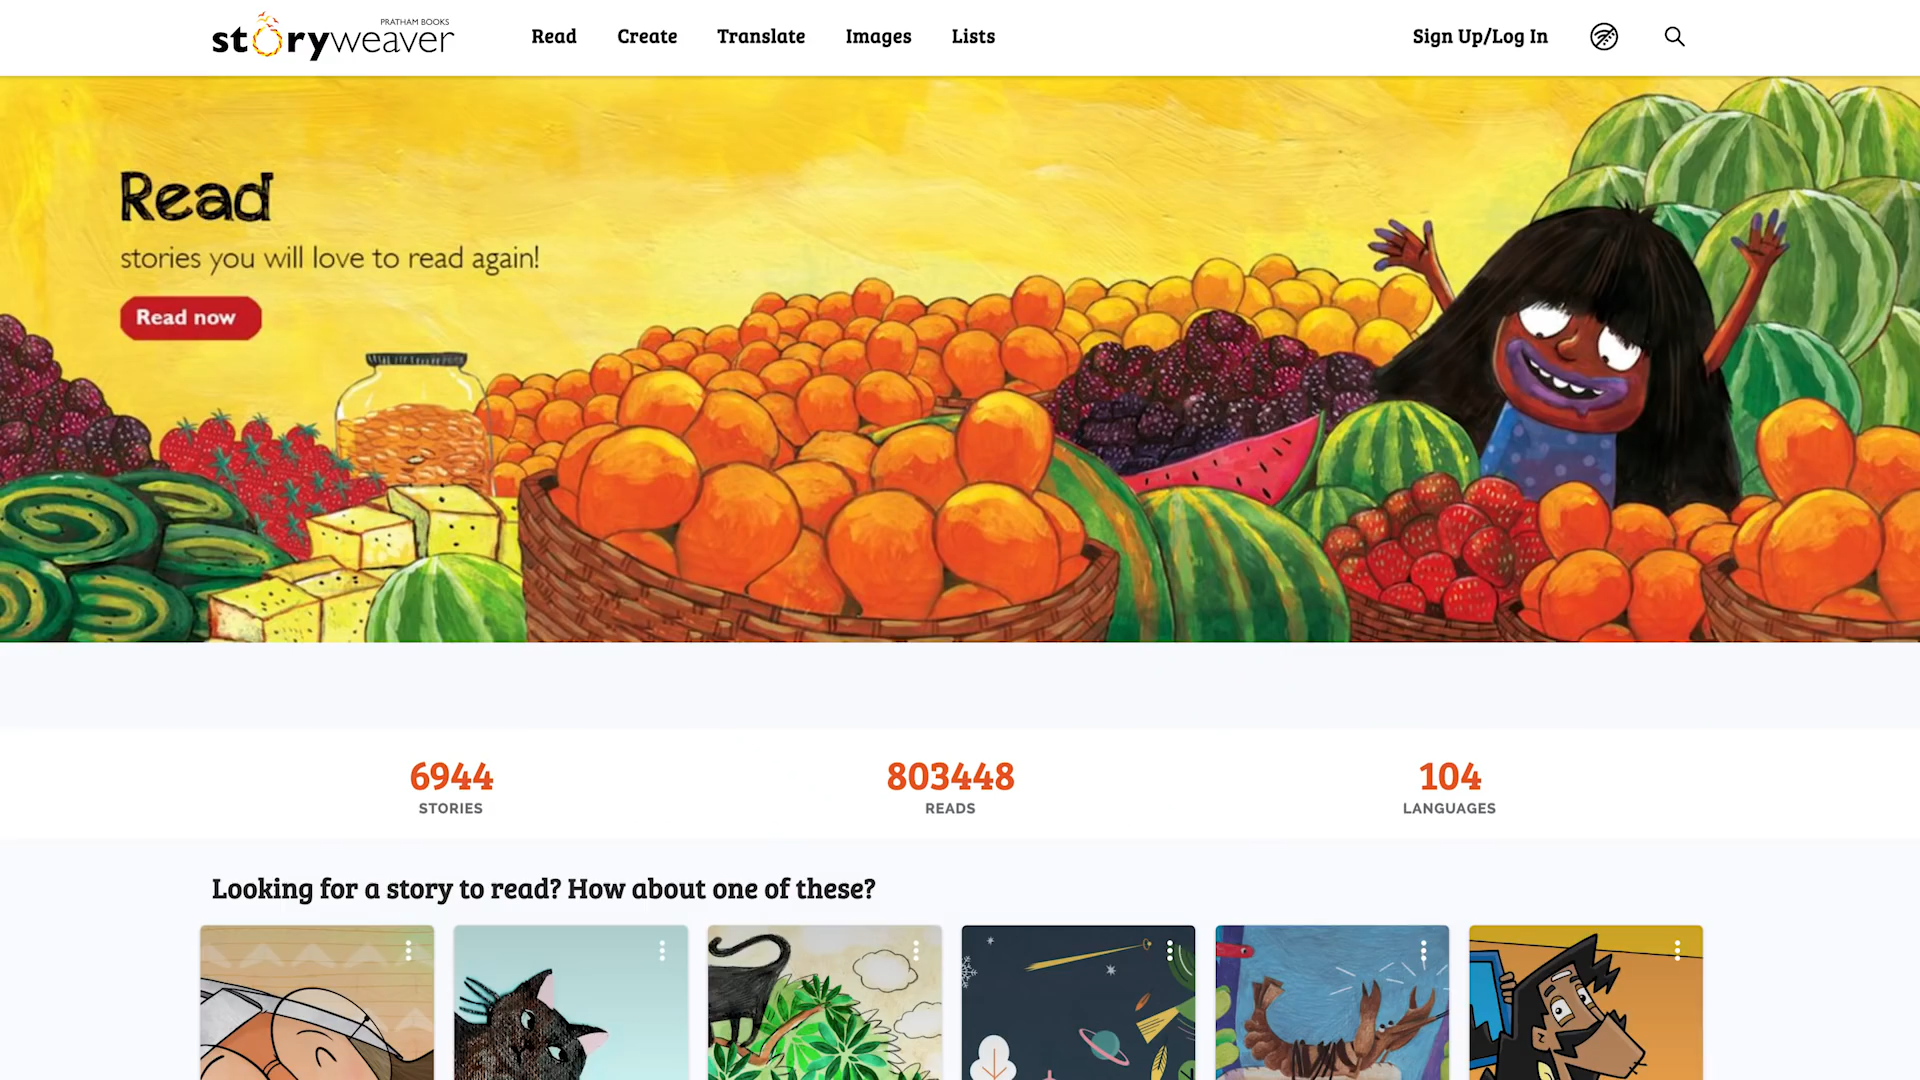 PRATHAM BOOKS
storyweaver
Read Create Translate Images Lists Sign Up/Log In
Read
stories you will love to read again!
Read now
6944 803448 104
STORIES READS LANGUAGES
Looking for a story to read? How about one of these?